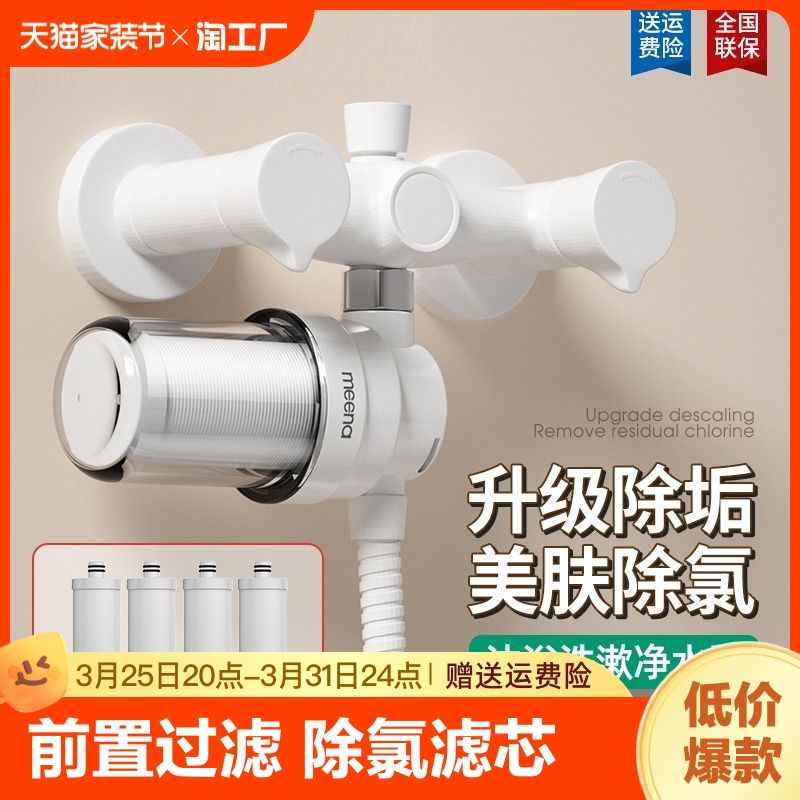 天猫家装节×淘工厂
送运费险
全国联保
meena
Upgrade descaling
Remove residual chlorine
升级除垢
美肤除氯
3月25日20点-3月31日24点 | 赠送运费险
前置过滤 除氯滤芯
低价
爆款